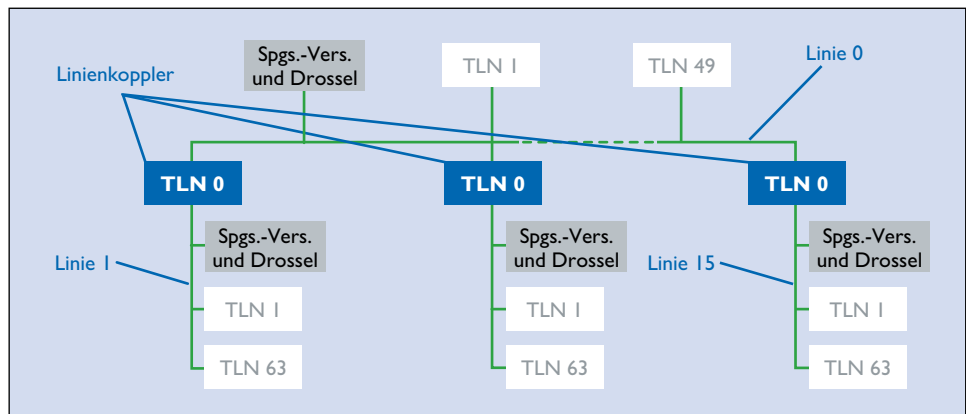 Spgs.-Vers.
und Drossel
TLN 1
TLN 49
Linie 0
Linienkoppler
TLN 0
TLN 0
TLN 0
Spgs.-Vers.
und Drossel
Spgs.-Vers.
und Drossel
Spgs.-Vers.
und Drossel
Linie 1
Linie 15
TLN 1
TLN 1
TLN 1
TLN 63
TLN 63
TLN 63